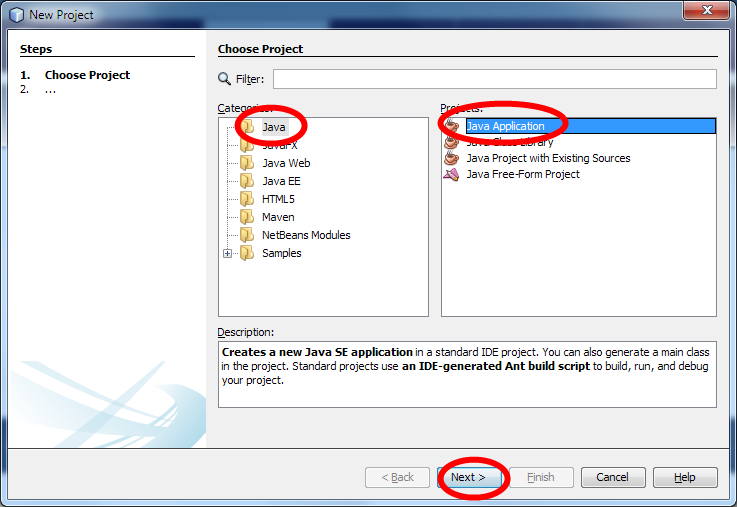 New Project
Steps
1. Choose Project
2. ...
Choose Project
Filter:
Categories:
Java
JavaFX
Java Web
Java EE
HTML5
Maven
NetBeans Modules
Samples
Projects:
Java Application
Java Class Library
Java Project with Existing Sources
Java Free-Form Project
Description:
Creates a new Java SE application in a standard IDE project. You can also generate a main class
in the project. Standard projects use an IDE-generated Ant build script to build, run, and debug
your project.
< Back
Next >
Finish
Cancel
Help